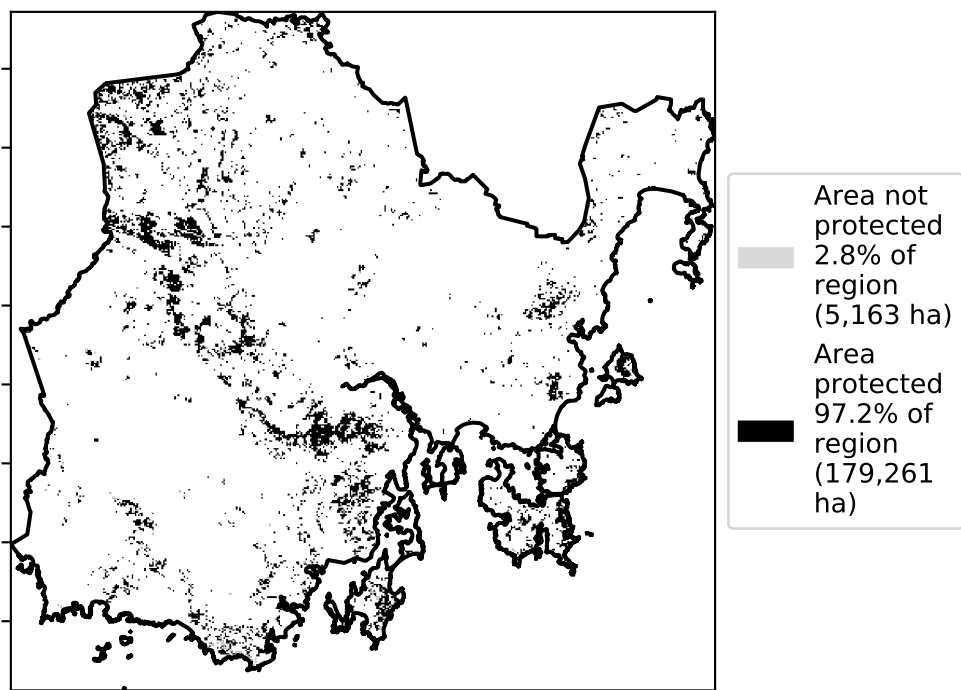 Area not
protected
2.8% of
region
(5,163 ha)
Area
protected
97.2% of
region
(179,261
ha)